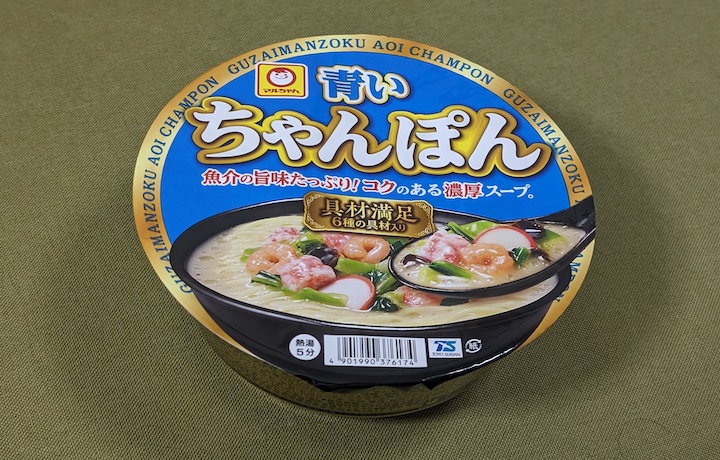 GUZAIMANZOKU AOI CHAMPON GUZAIMANZOKU AOI CHAMPON GUZAIMANZOKU AOI CHAMPON
マルちゃん
青い
ちゃんぽん
魚介の旨味たっぷり!コクのある濃厚スープ。
具材満足
6種の具材入り
熱湯
5分
4 901990 376174
TS
TOYO SUISAN
紙